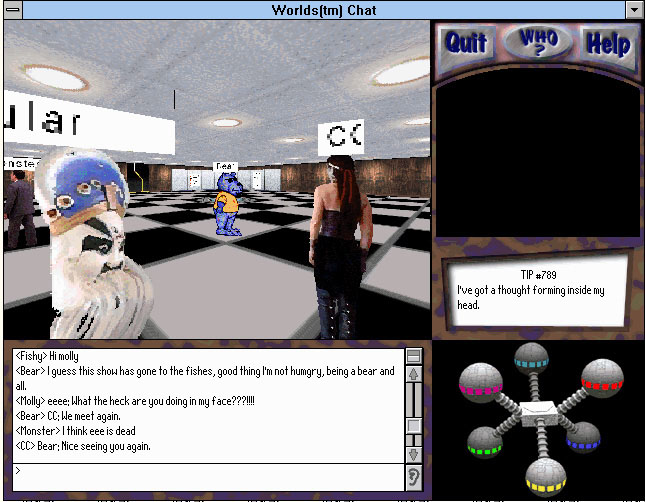 Worlds(tm) Chat
Quit
WHO
?
Help
ular
CC
onste
Bear
TIP #789
I've got a thought forming inside my
head.
<Fishy> Hi molly
<Bear> I guess this show has gone to the fishes, good thing I'm not humgry, being a bear and
all.
<Molly> eeee; What the heck are you doing in my face???!!!!
<Bear> CC; We meet again.
<Monster> I think eee is dead
<CC> Bear; Nice seeing you again.
>
?